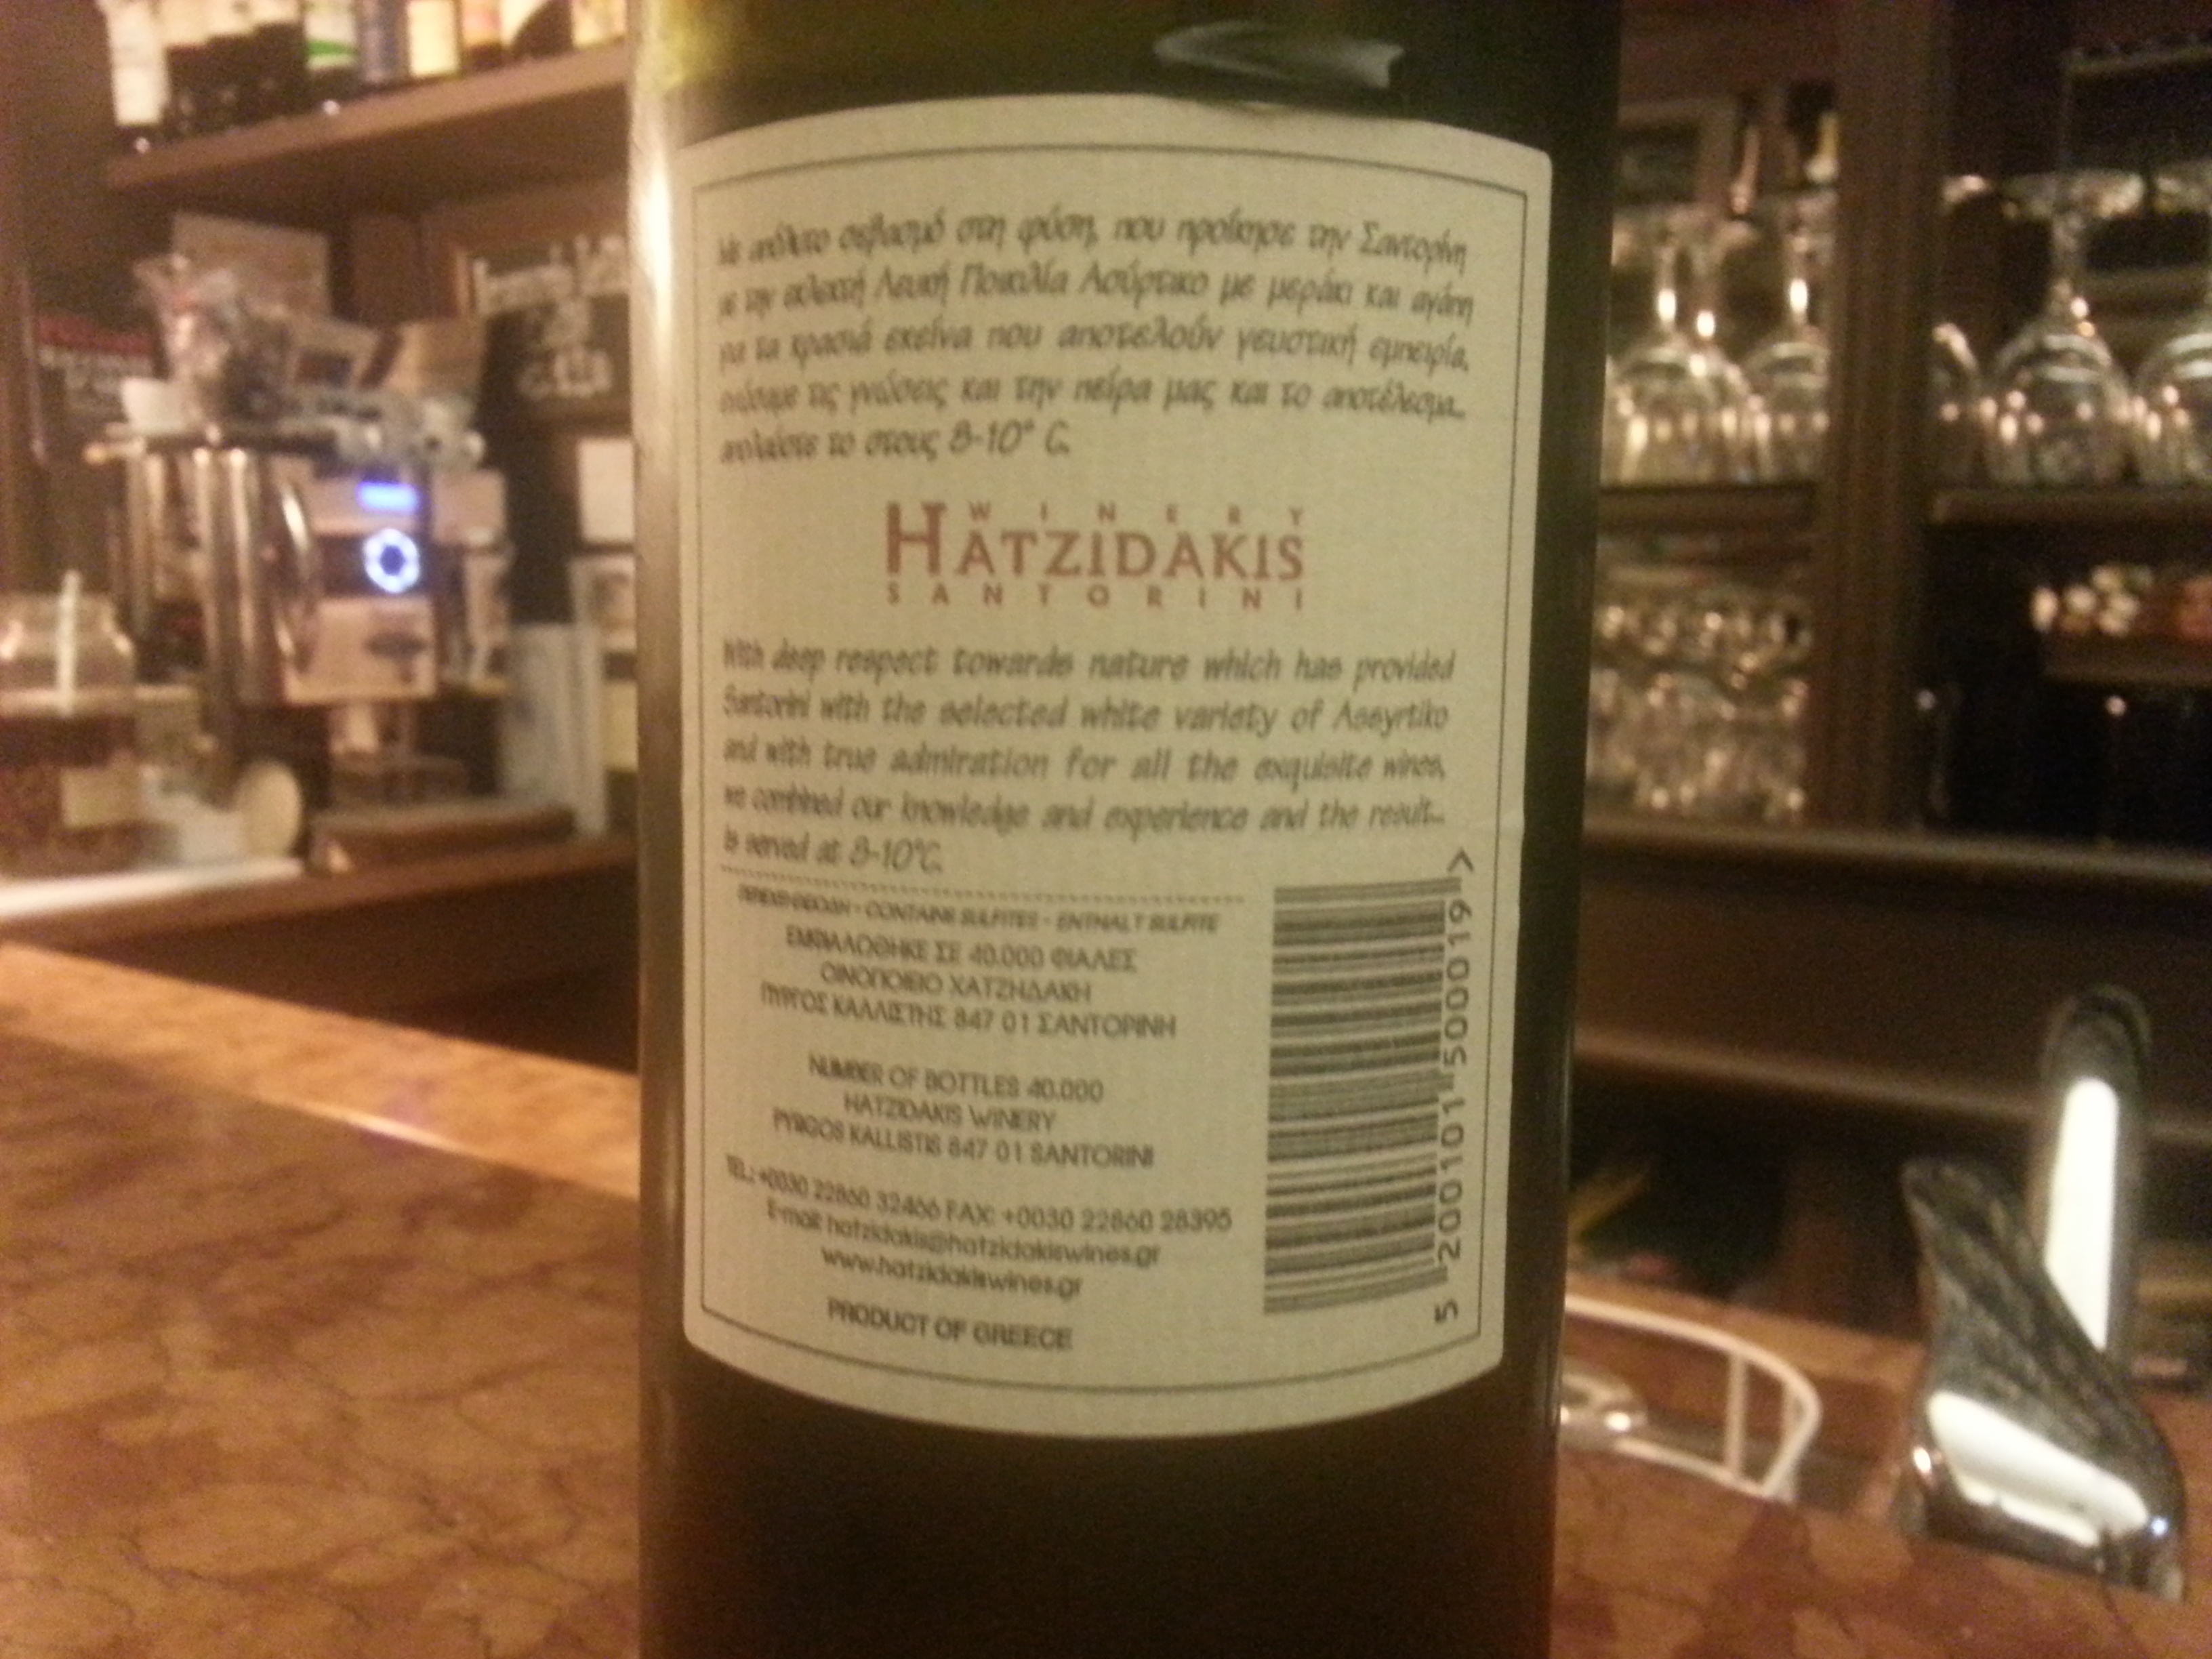 Με απόλυτο σεβασμό στη φύση, που προίκησε την Σαντορίνη
με την εκλεκτή Λευκή Ποικιλία Ασύρτικο με μεράκι και αγάπη
για τα κρασιά εκείνα που αποτελούν γευστική εμπειρία,
ενώσαμε τις γνώσεις και την πείρα μας και το αποτέλεσμα...
απολαύστε το στους 8-10° C.
WINERY
HATZIDAKIS
SANTORINI
With deep respect towards nature which has provided
Santorini with the selected white variety of Assyrtiko
and with true admiration for all the exquisite wines,
we combined our knowledge and experience and the result...
is served at 8-10°C.
ΠΕΡΙΕΧΕΙ ΘΕΙΩΔΗ - CONTAINS SULFITES - ENTHALT SULFITE
ΕΜΦΙΑΛΩΘΗΚΕ ΣΕ 40.000 ΦΙΑΛΕΣ
ΟΙΝΟΠΟΙΕΙΟ ΧΑΤΖΗΔΑΚΗ
ΠΥΡΓΟΣ ΚΑΛΛΙΣΤΗΣ 847 01 ΣΑΝΤΟΡΙΝΗ
NUMBER OF BOTTLES 40.000
HATZIDAKIS WINERY
PYRGOS KALLISTIS 847 01 SANTORINI
TEL.: +0030 22860 32466 FAX: +0030 22860 28395
E-mail: hatzidakis@hatzidakiswines.gr
www.hatzidakiswines.gr
PRODUCT OF GREECE
5 200101 500019 >